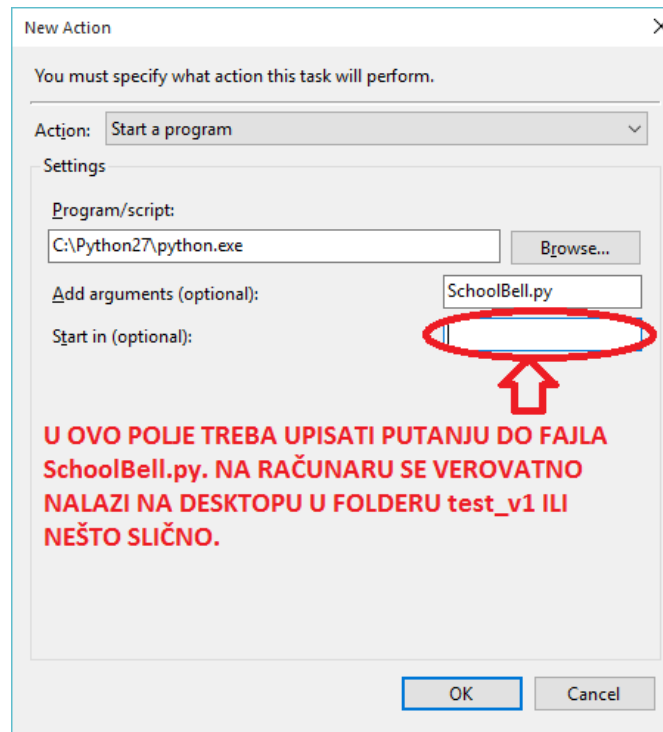 New Action
You must specify what action this task will perform.
Action: Start a program
Settings
Program/script:
C:\Python27\python.exe Browse...
Add arguments (optional): SchoolBell.py
Start in (optional):
U OVO POLJE TREBA UPISATI PUTANJU DO FAJLA
SchoolBell.py. NA RAČUNARU SE VEROVATNO
NALAZI NA DESKTOPU U FOLDERU test_v1 ILI
NEŠTO SLIČNO.
OK Cancel